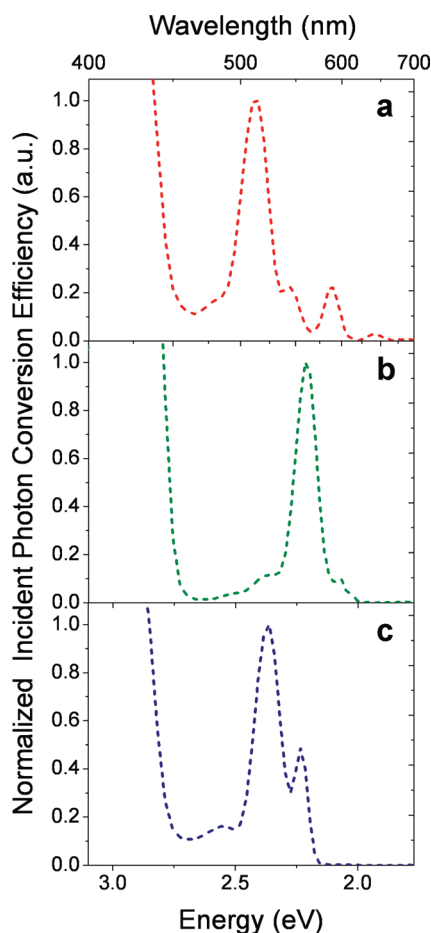 Wavelength (nm)
400 500 600 700
Normalized Incident Photon Conversion Efficiency (a.u.)
a
1.0
0.8
0.6
0.4
0.2
0.0
b
1.0
0.8
0.6
0.4
0.2
0.0
c
1.0
0.8
0.6
0.4
0.2
0.0
3.0 2.5 2.0
Energy (eV)